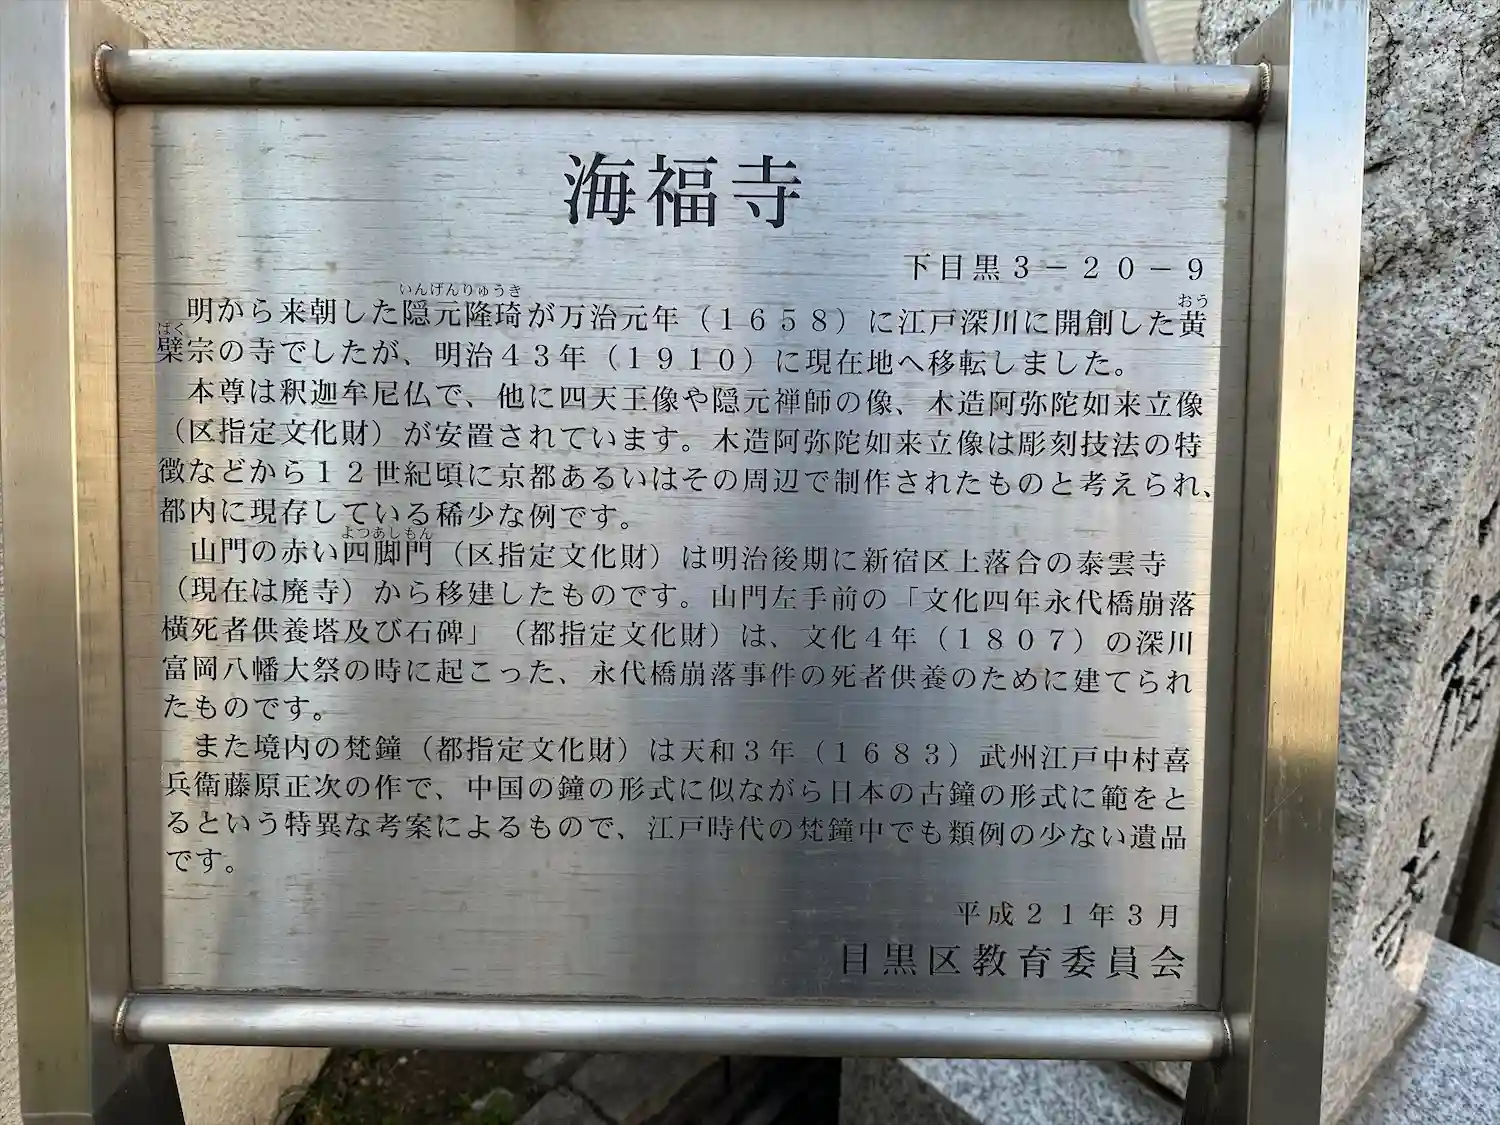 海福寺
下目黒3-20-9
いんげんりゅうき
明から来朝した隠元隆琦が万治元年(1658)に江戸深川に開創した黄
おう
ばく
檗宗の寺でしたが、明治43年(1910)に現在地へ移転しました。
本尊は釈迦牟尼仏で、他に四天王像や隠元禅師の像、木造阿弥陀如来立像
(区指定文化財)が安置されています。木造阿弥陀如来立像は彫刻技法の特
徴などから12世紀頃に京都あるいはその周辺で制作されたものと考えられ、
都内に現存している稀少な例です。
よつあしもん
山門の赤い四脚門(区指定文化財)は明治後期に新宿区上落合の泰雲寺
(現在は廃寺)から移建したものです。山門左手前の「文化四年永代橋崩落
横死者供養塔及び石碑」(都指定文化財)は、文化4年(1807)の深川
富岡八幡大祭の時に起こった、永代橋崩落事件の死者供養のために建てられ
たものです。
また境内の梵鐘(都指定文化財)は天和3年(1683)武州江戸中村喜
兵衛藤原正次の作で、中国の鐘の形式に似ながら日本の古鐘の形式に範をと
るという特異な考案によるもので、江戸時代の梵鐘中でも類例の少ない遺品
です。
平成21年3月
目黒区教育委員会